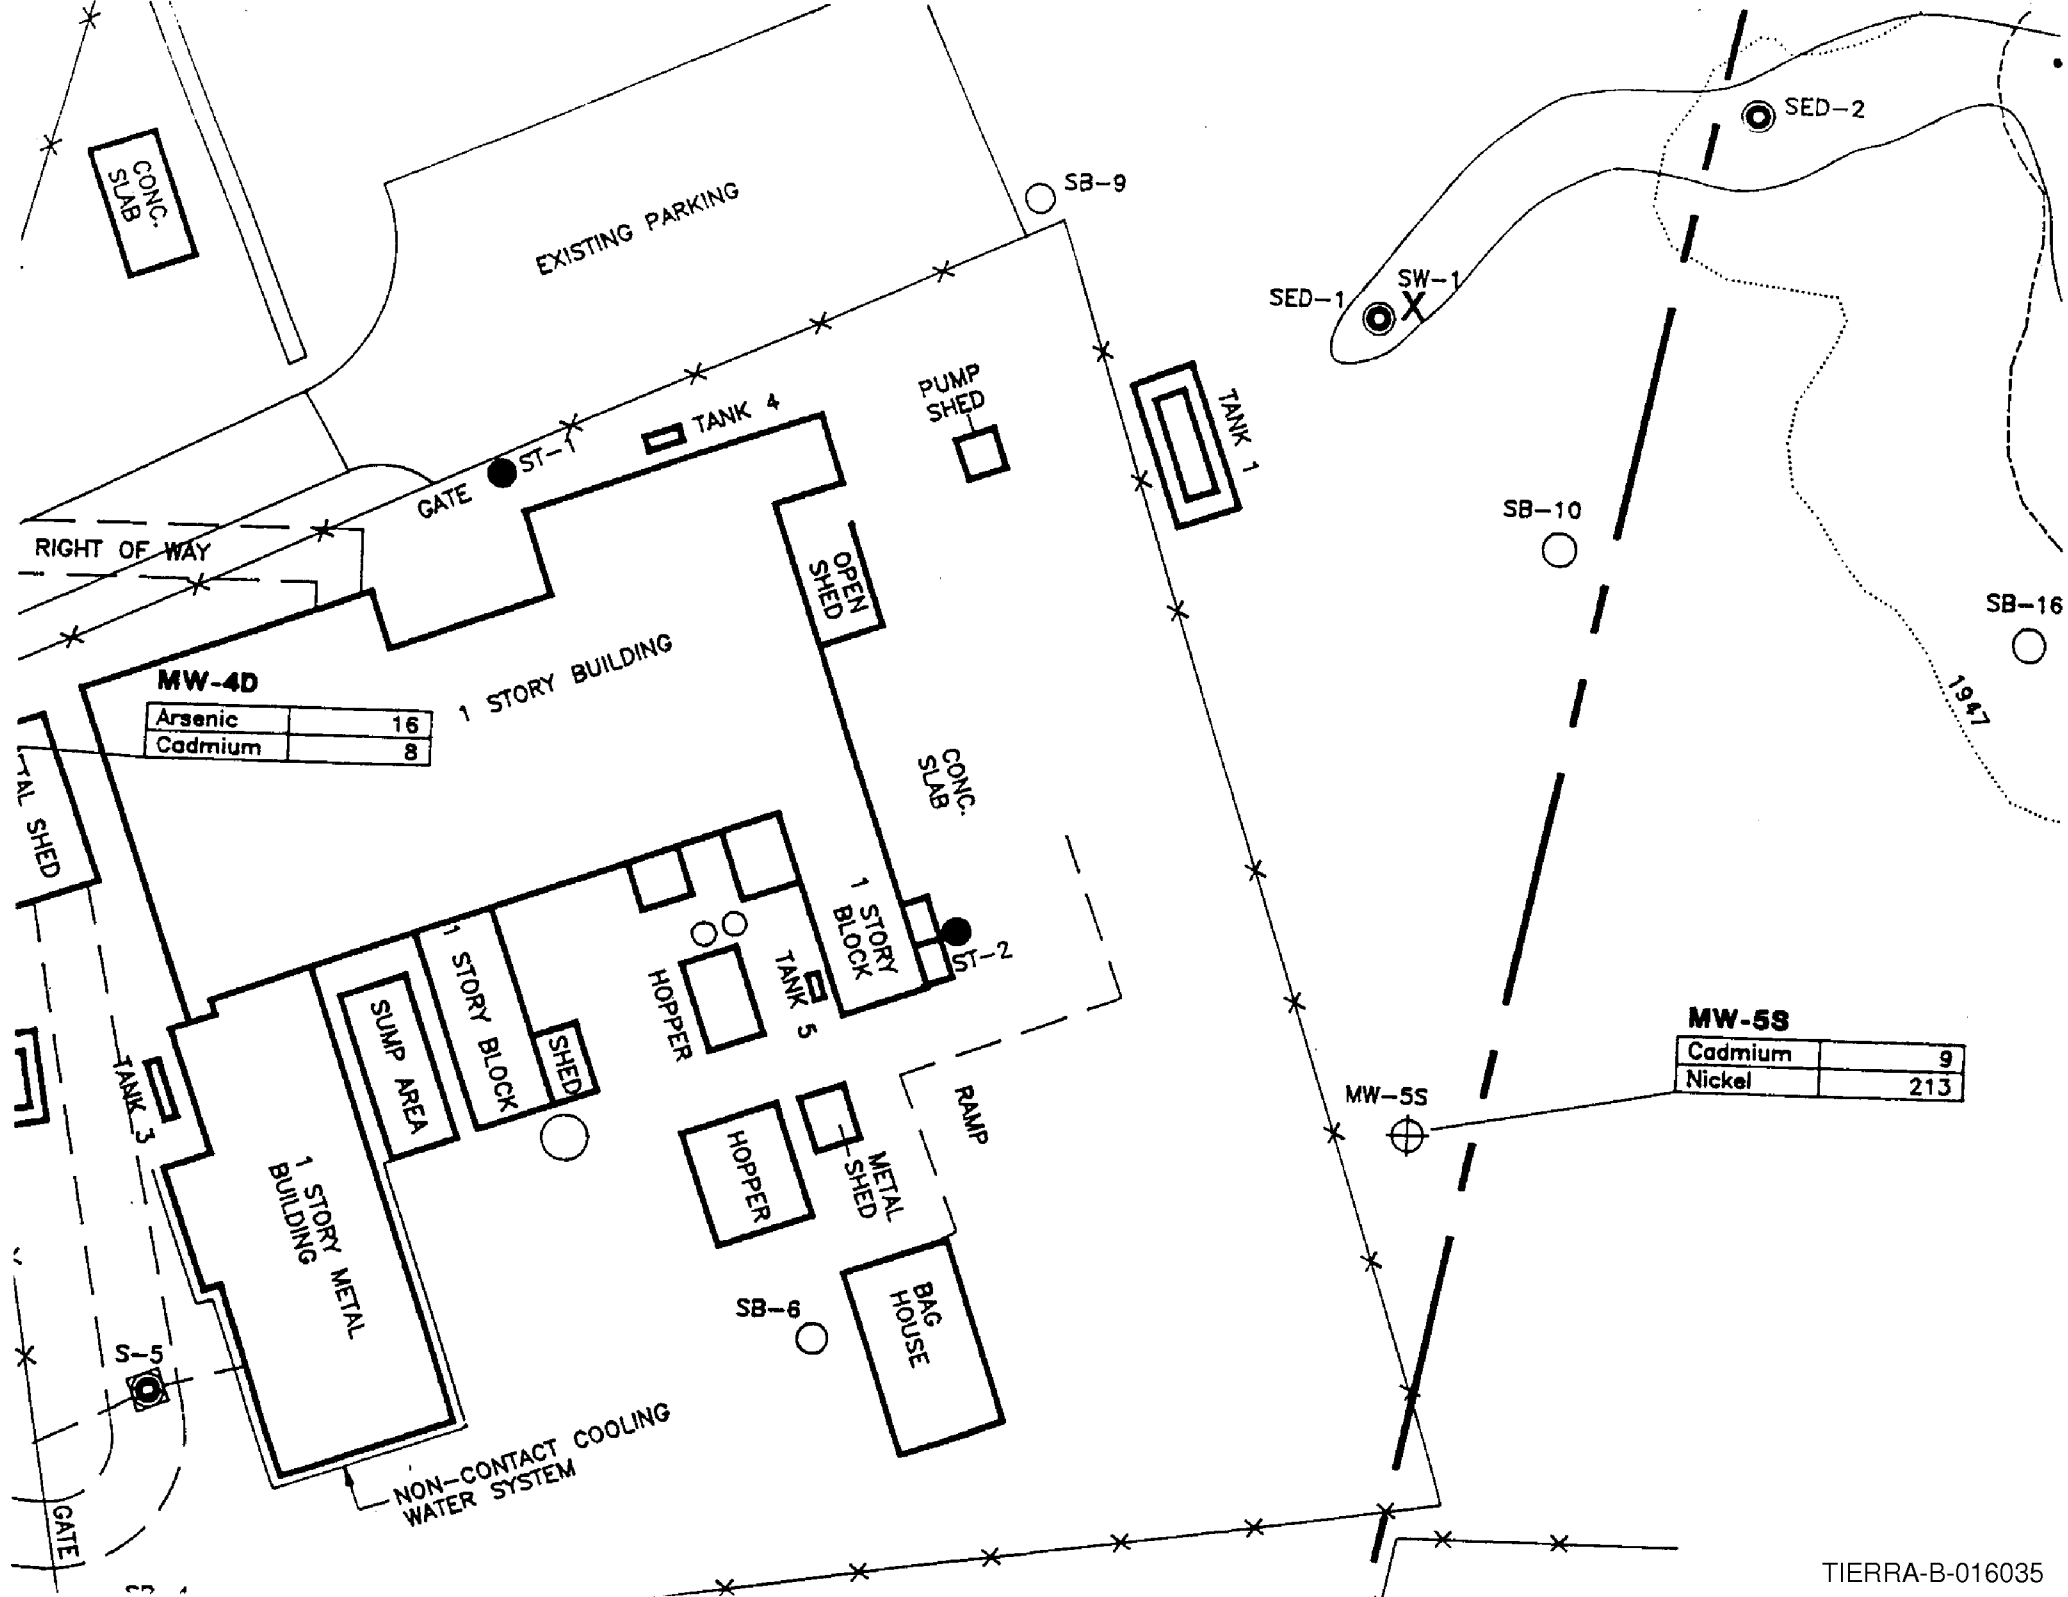 CONC.
SLAB
EXISTING PARKING
SB-9
SED-2
SED-1
SW-1
PUMP
SHED
TANK 4
TANK 1
ST-1
GATE
RIGHT OF WAY
OPEN
SHED
SB-10
SB-16
1947
MW-4D
Arsenic 16
Cadmium 8
1 STORY BUILDING
TAL SHED
CONC.
SLAB
1 STORY
BLOCK
ST-2
1 STORY BLOCK
SUMP AREA
SHED
HOPPER
TANK 5
TANK 3
RAMP
MW-5S
Cadmium 9
Nickel 213
MW-5S
HOPPER
METAL
SHED
1 STORY METAL
BUILDING
SB-6
BAG
HOUSE
S-5
NON-CONTACT COOLING
WATER SYSTEM
GATE
TIERRA-B-016035